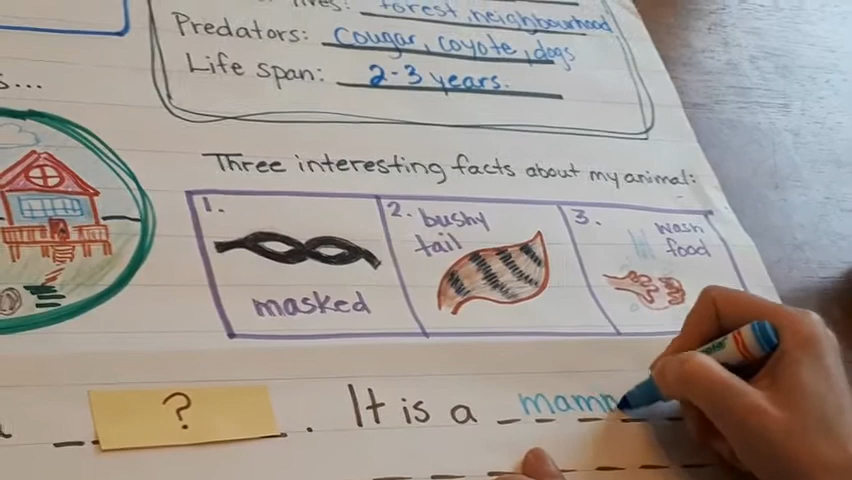 lives: forest, neighbourhood
Predators: cougar, coyote, dogs
Life span: 2-3 years.
Three interesting facts about my animal:
1.
masked
2. bushy
tail
3. wash
food
? . It is a mamm